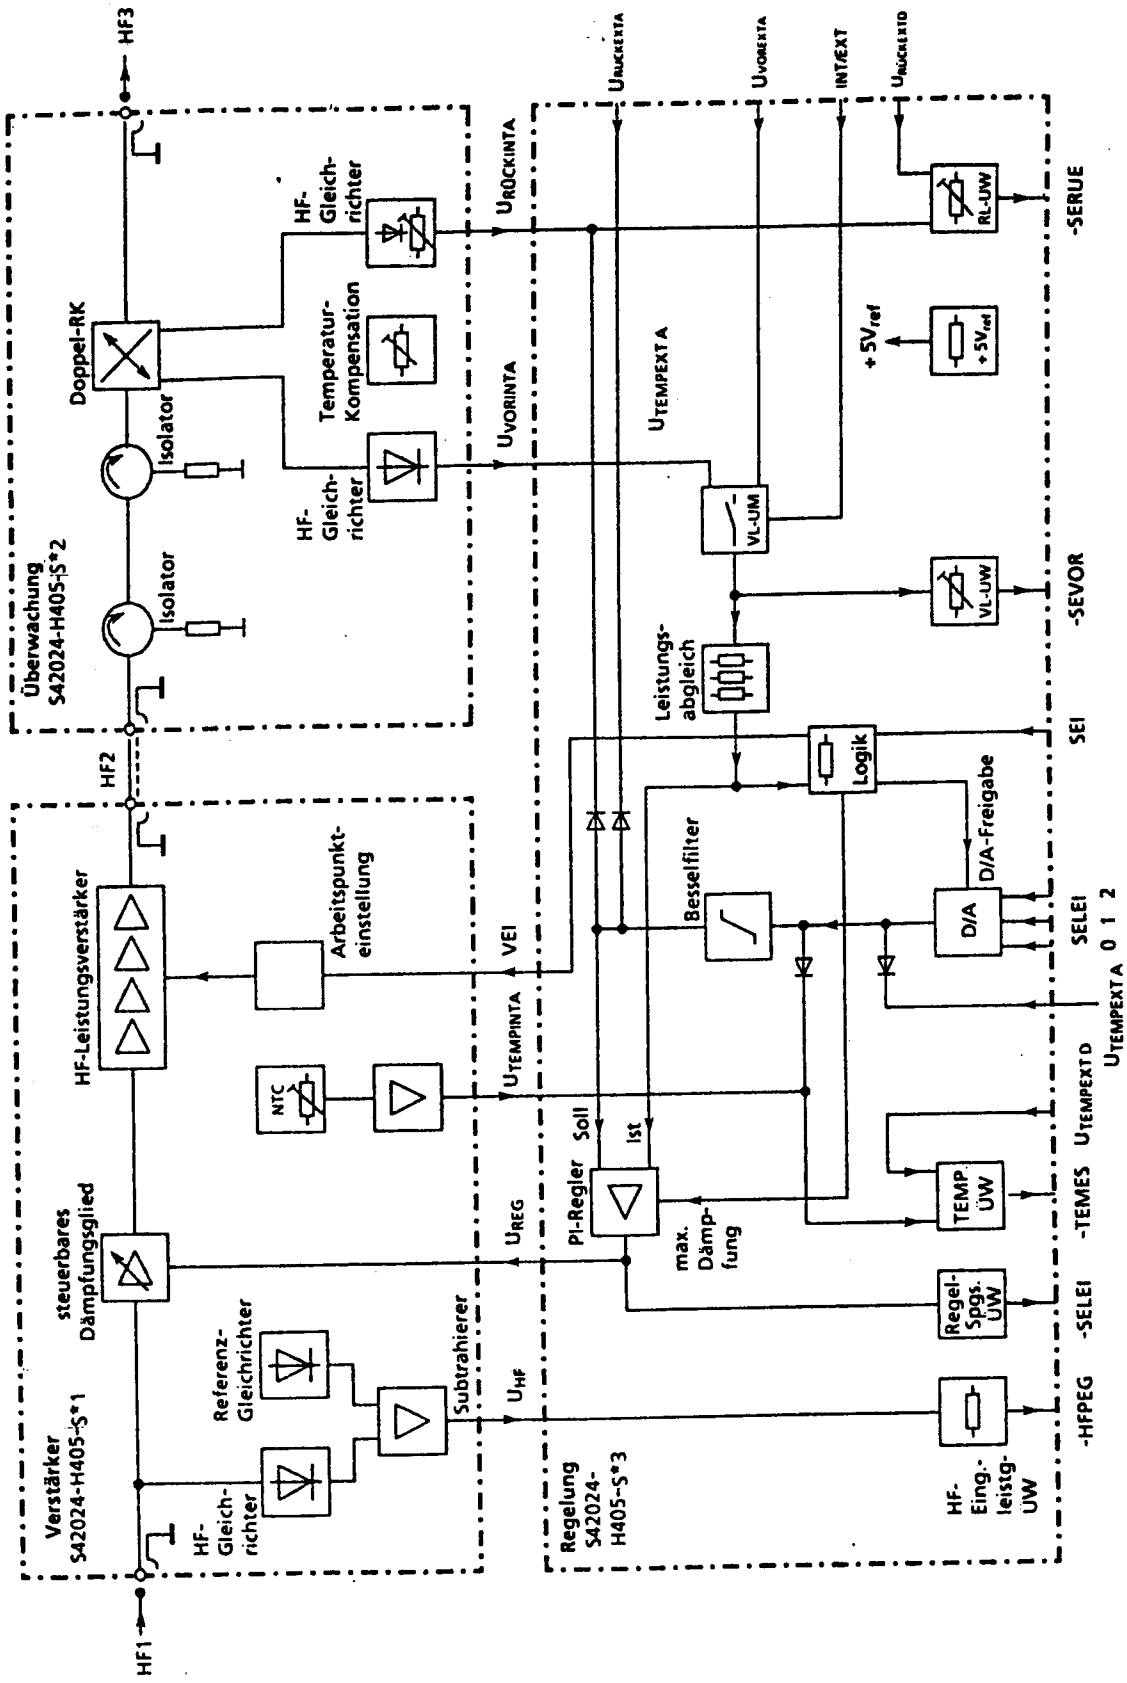 HF1
HF2
HF3
Verstärker
S42024-H405-S*1
steuerbares
Dämpfungsglied
HF-Leistungsverstärker
HF-
Gleich-
richter
Referenz-
Gleichrichter
Subtrahierer
NTC
Arbeitspunkt-
einstellung
Überwachung
S42024-H405-S*2
Isolator
Isolator
Doppel-RK
HF-
Gleich-
richter
Temperatur-
Kompensation
HF-
Gleich-
richter
UHF
UREG
UTEMPINTA
VEI
UVORINTA
URÜCKINTA
Regelung
S42024-
H405-S*3
PI-Regler
Soll
Ist
max.
Dämp-
fung
Besselfilter
Leistungs-
abgleich
UTEMPEXTA
VL-UM
URUCKEXTA
UVOREXTA
INT/EXT
URÜCKEXTD
Logik
D/A-Freigabe
D/A
+5Vref
+5Vref
HF-
Eing.-
leistg-
ÜW
Regel-
Spgs.
ÜW
TEMP
ÜW
VL-UW
RL-UW
-HFPEG
-SELEI
-TEMES
UTEMPEXTD
UTEMPEXTA
SELEI
0 1 2
SEI
-SEVOR
-SERUE